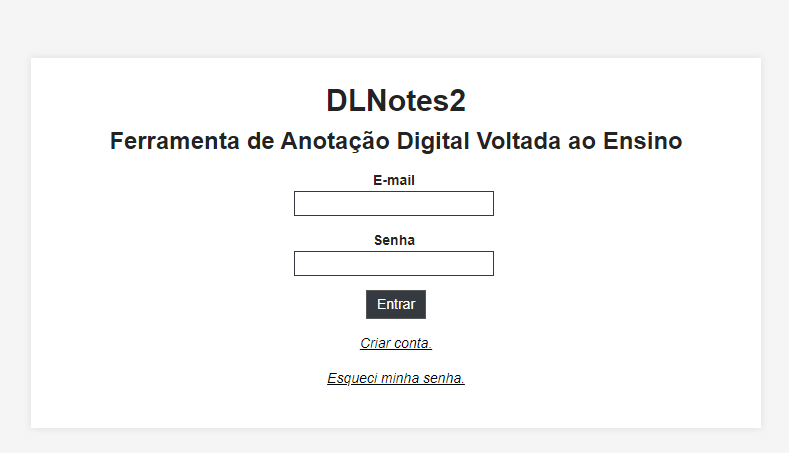 DLNotes2
Ferramenta de Anotação Digital Voltada ao Ensino
E-mail
Senha
Entrar
Criar conta.
Esqueci minha senha.